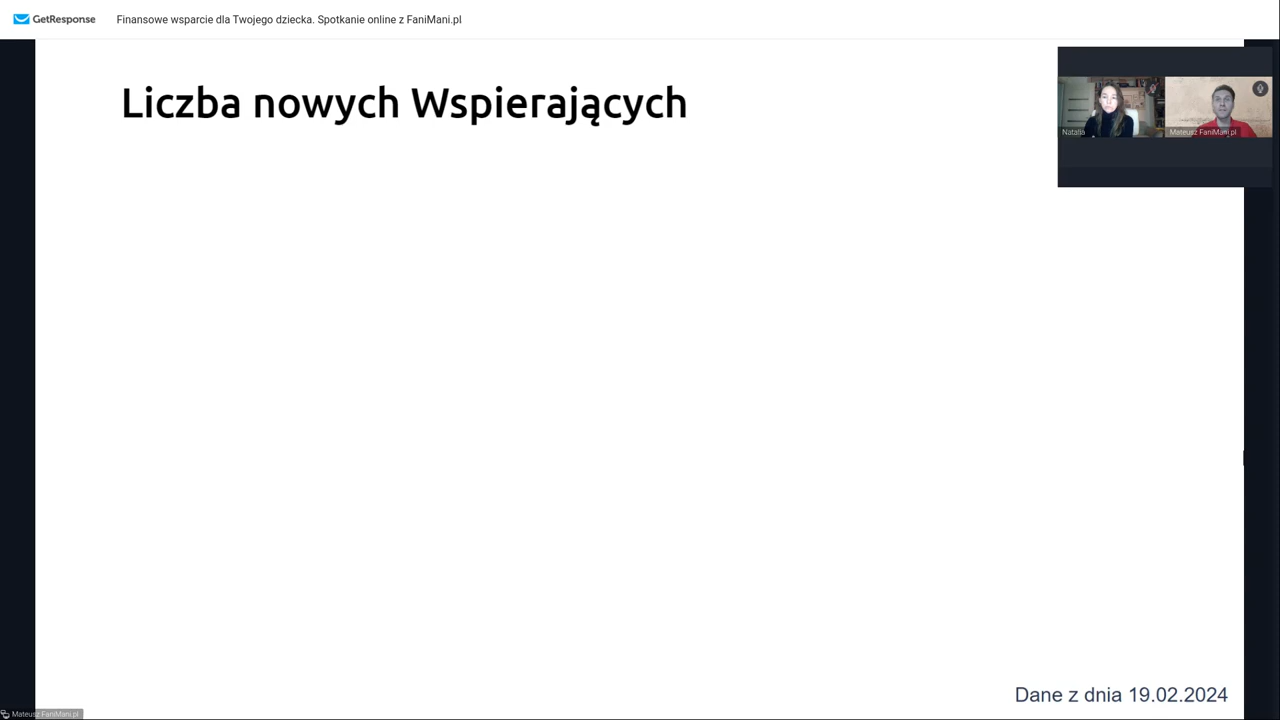 GetResponse
Finansowe wsparcie dla Twojego dziecka. Spotkanie online z FaniMani.pl
Liczba nowych Wspierających
Natalia
Mateusz FaniMani.pl
Dane z dnia 19.02.2024
Mateusz FaniMani.pl